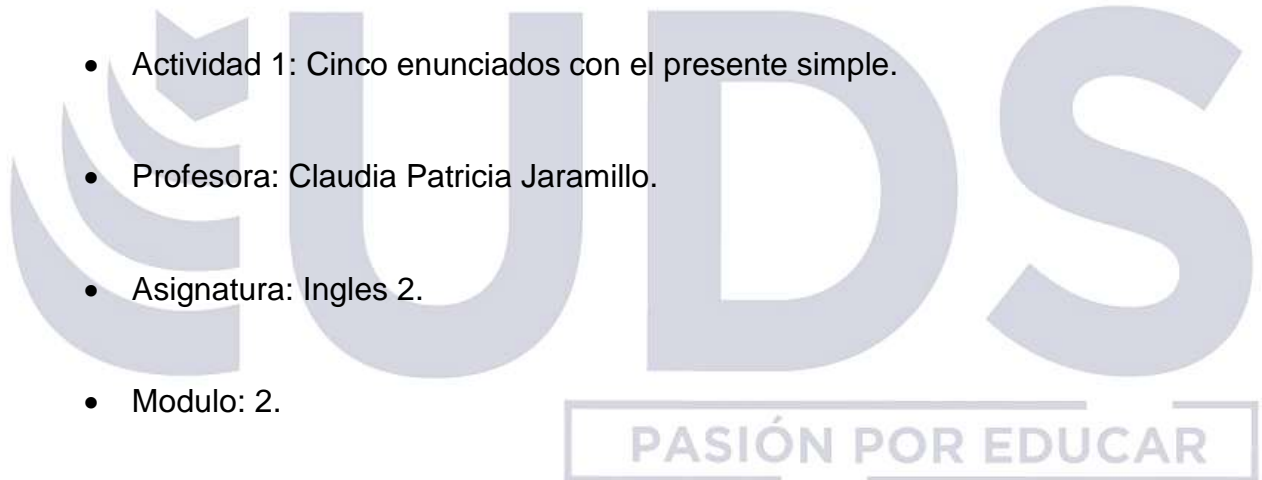 UDS
• Actividad 1: Cinco enunciados con el presente simple.
• Profesora: Claudia Patricia Jaramillo.
• Asignatura: Ingles 2.
• Modulo: 2.
PASIÓN POR EDUCAR